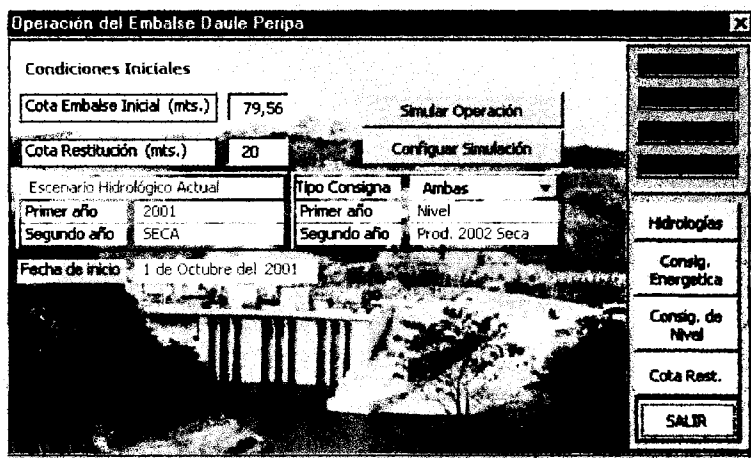 Operación del Embalse Daule Peripa
Condiciones Iniciales
Cota Embalse Inicial (mts.) 79,56
Simular Operación
Cota Restitución (mts.) 20
Configuar Simulación
Escenario Hidrológico Actual
Tipo Consigna Ambas
Primer año 2001
Primer año Nivel
Segundo año SECA
Segundo año Prod. 2002 Seca
Fecha de inicio 1 de Octubre del 2001
Hidrologías
Consig.
Energetica
Consig. de
Nivel
Cota Rest.
SALIR